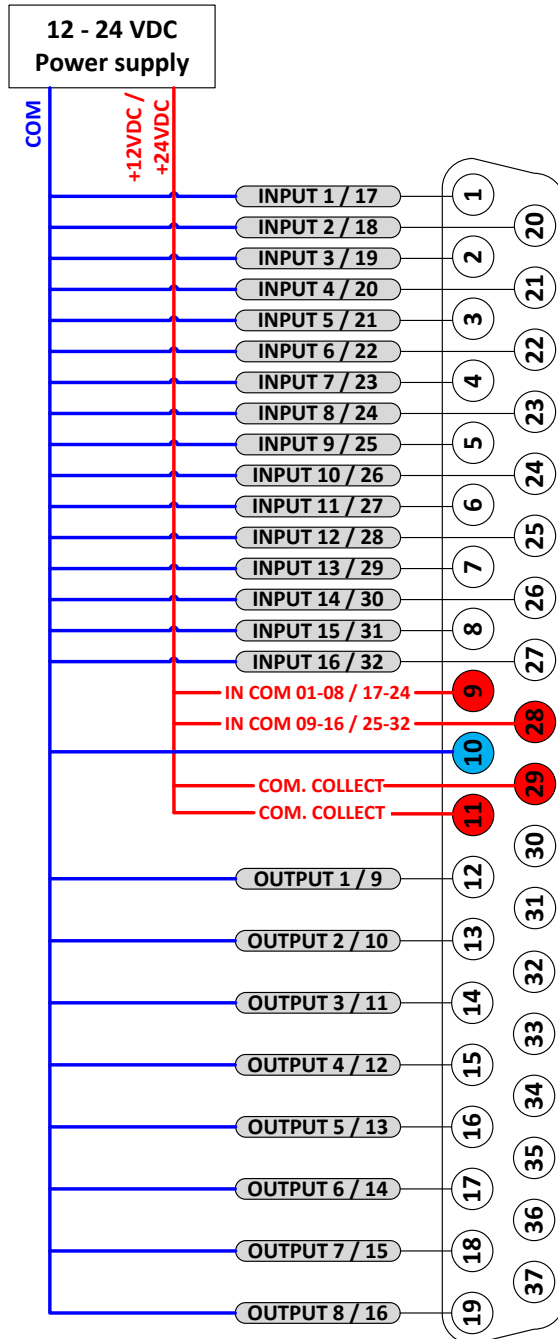 12 - 24 VDC
Power supply
COM
+12VDC /
+24VDC
INPUT 1 / 17
1
INPUT 2 / 18
20
INPUT 3 / 19
2
INPUT 4 / 20
21
INPUT 5 / 21
3
INPUT 6 / 22
22
INPUT 7 / 23
4
INPUT 8 / 24
23
INPUT 9 / 25
5
INPUT 10 / 26
24
INPUT 11 / 27
6
INPUT 12 / 28
25
INPUT 13 / 29
7
INPUT 14 / 30
26
INPUT 15 / 31
8
INPUT 16 / 32
27
IN COM 01-08 / 17-24
9
IN COM 09-16 / 25-32
28
10
COM. COLLECT
29
COM. COLLECT
11
30
OUTPUT 1 / 9
12
31
OUTPUT 2 / 10
13
32
OUTPUT 3 / 11
14
33
OUTPUT 4 / 12
15
34
OUTPUT 5 / 13
16
35
OUTPUT 6 / 14
17
36
OUTPUT 7 / 15
18
37
OUTPUT 8 / 16
19